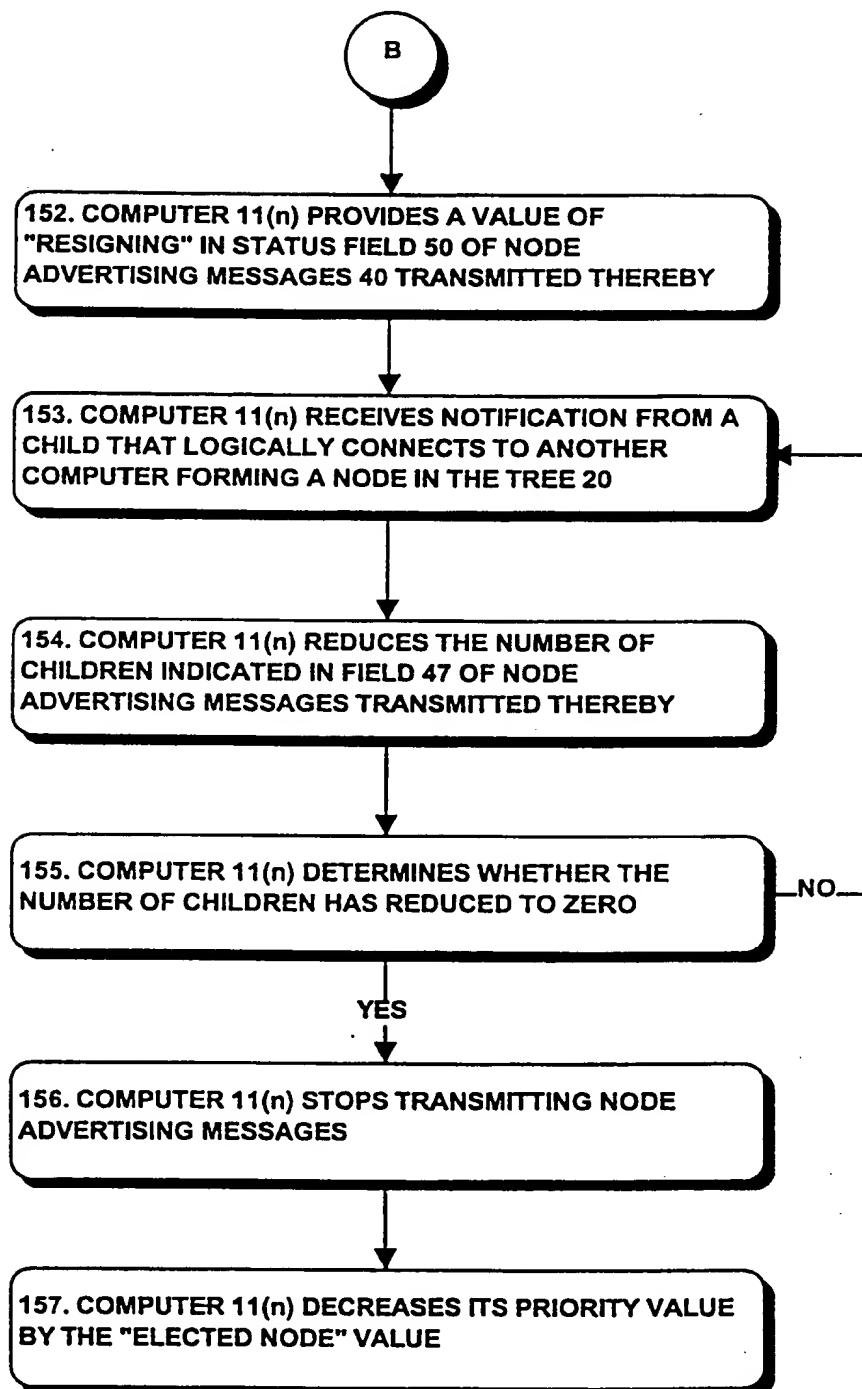 B
152. COMPUTER 11(n) PROVIDES A VALUE OF
"RESIGNING" IN STATUS FIELD 50 OF NODE
ADVERTISING MESSAGES 40 TRANSMITTED THEREBY
153. COMPUTER 11(n) RECEIVES NOTIFICATION FROM A
CHILD THAT LOGICALLY CONNECTS TO ANOTHER
COMPUTER FORMING A NODE IN THE TREE 20
154. COMPUTER 11(n) REDUCES THE NUMBER OF
CHILDREN INDICATED IN FIELD 47 OF NODE
ADVERTISING MESSAGES TRANSMITTED THEREBY
155. COMPUTER 11(n) DETERMINES WHETHER THE
NUMBER OF CHILDREN HAS REDUCED TO ZERO
NO
YES
156. COMPUTER 11(n) STOPS TRANSMITTING NODE
ADVERTISING MESSAGES
157. COMPUTER 11(n) DECREASES ITS PRIORITY VALUE
BY THE "ELECTED NODE" VALUE